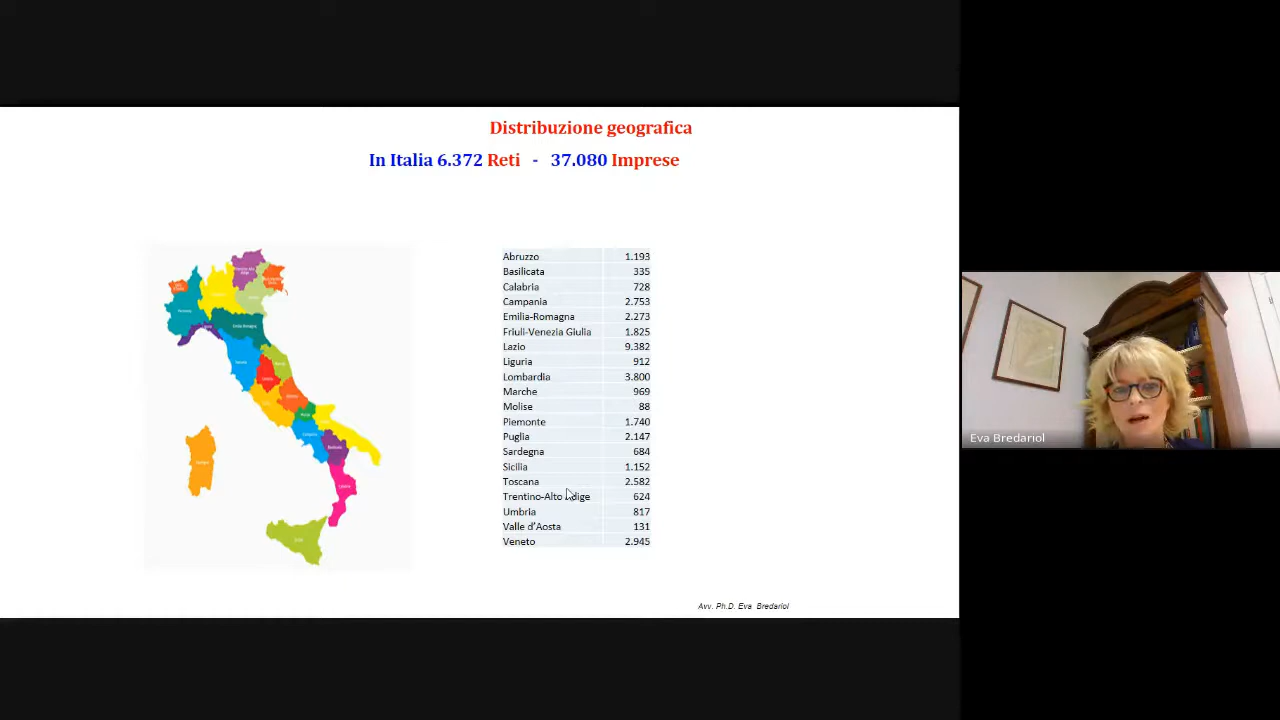 Distribuzione geografica
In Italia 6.372 Reti - 37.080 Imprese
Abruzzo 1.193
Basilicata 335
Calabria 728
Campania 2.753
Emilia-Romagna 2.273
Friuli-Venezia Giulia 1.825
Lazio 9.382
Liguria 912
Lombardia 3.800
Marche 969
Molise 88
Piemonte 1.740
Puglia 2.147
Sardegna 684
Sicilia 1.152
Toscana 2.582
Trentino-Alto Adige 624
Umbria 817
Valle d'Aosta 131
Veneto 2.945
Avv. Ph.D. Eva Bredariol
Eva Bredariol